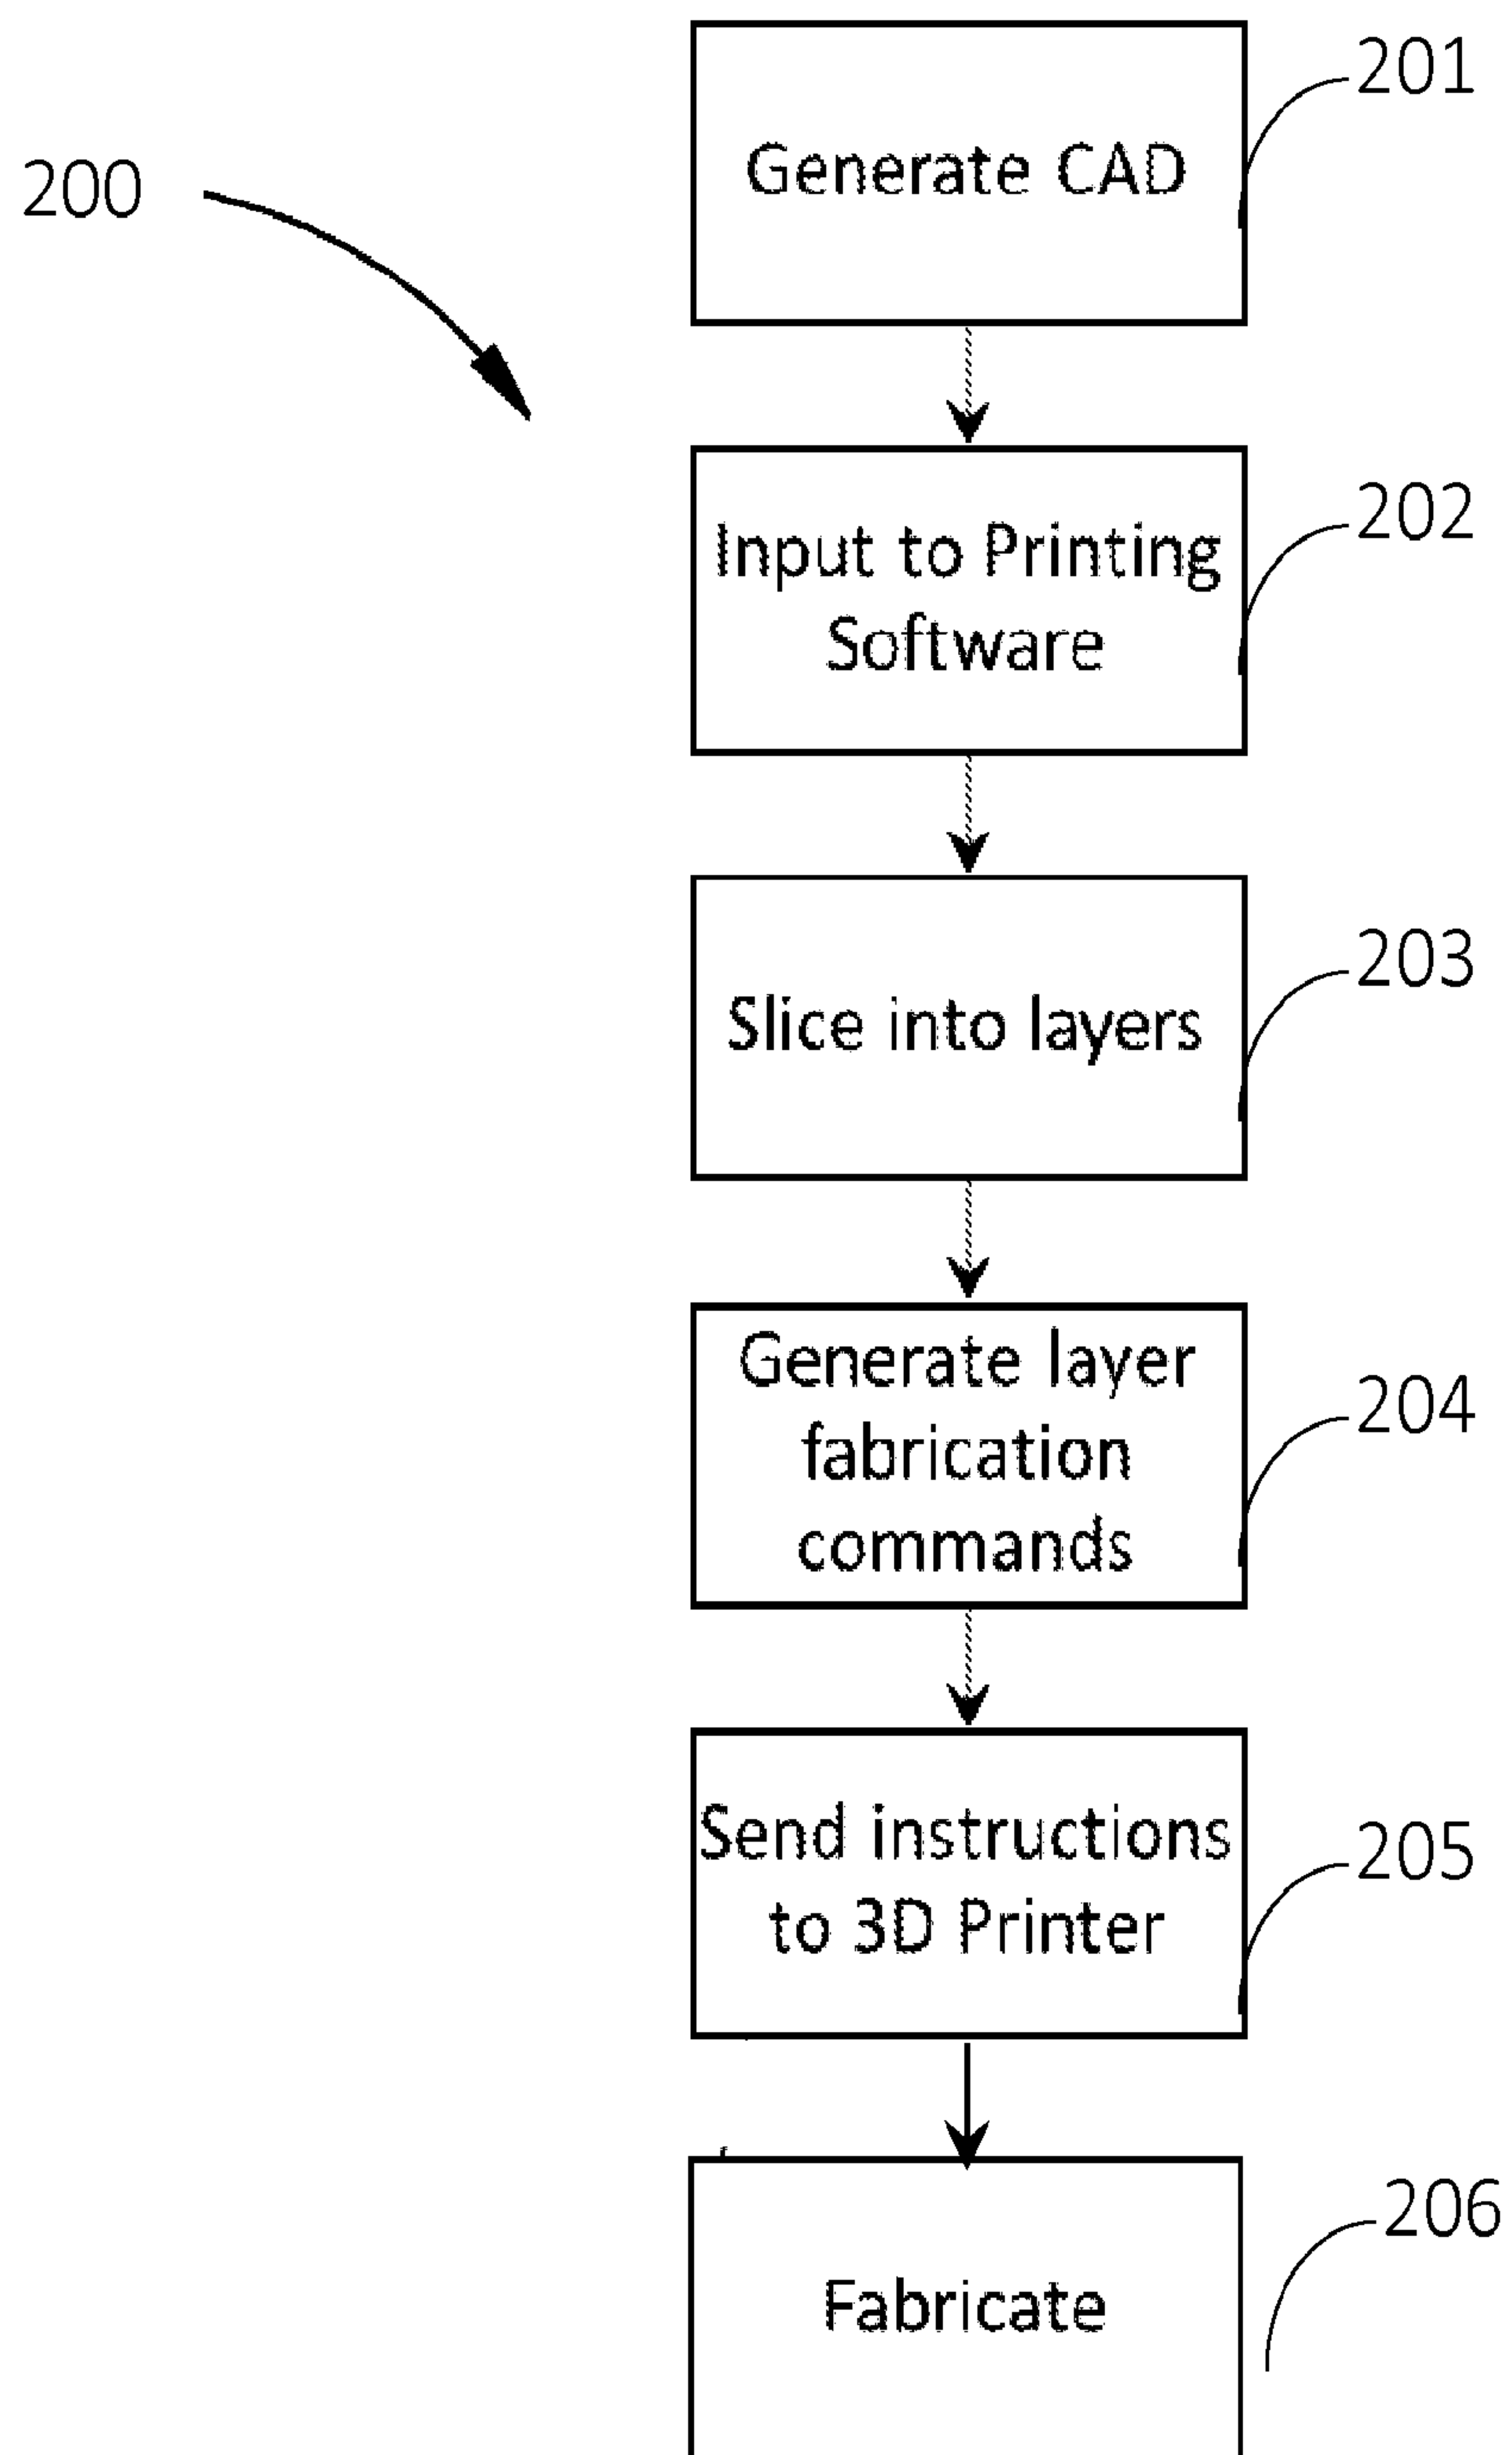 201
Generate CAD
200
202
Input to Printing
Software
203
Slice into layers
204
Generate layer
fabrication
commands
205
Send instructions
to 3D Printer
206
Fabricate